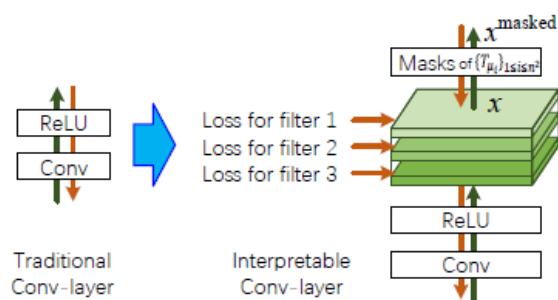 x^masked
Masks of {T_μᵢ}_1≤i≤n²
x
ReLU
Conv
Loss for filter 1
Loss for filter 2
Loss for filter 3
ReLU
Conv
Traditional
Conv-layer
Interpretable
Conv-layer